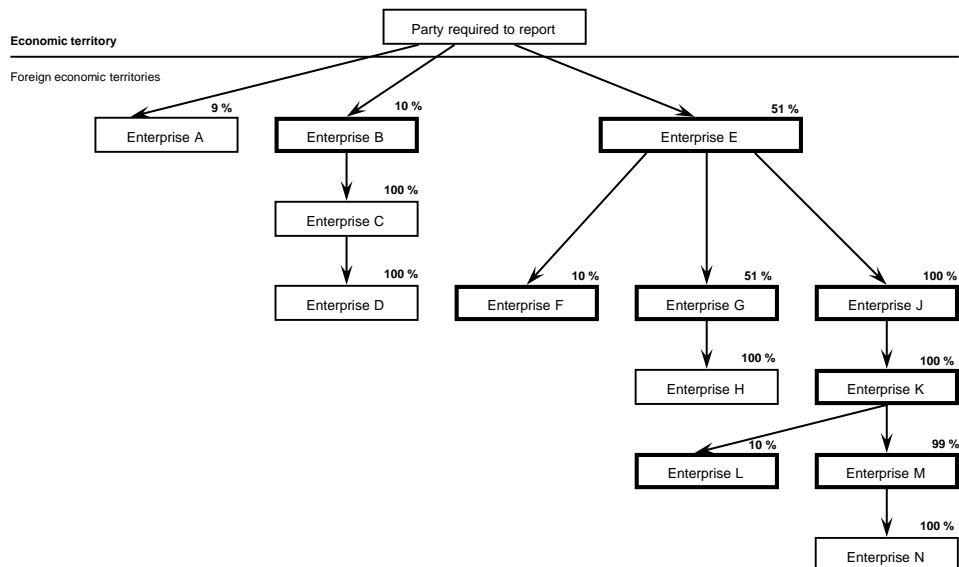 Party required to report
Economic territory
Foreign economic territories
9 %
10 %
51 %
Enterprise A
Enterprise B
Enterprise E
100 %
Enterprise C
100 %
10 %
51 %
100 %
Enterprise D
Enterprise F
Enterprise G
Enterprise J
100 %
100 %
Enterprise H
Enterprise K
10 %
99 %
Enterprise L
Enterprise M
100 %
Enterprise N